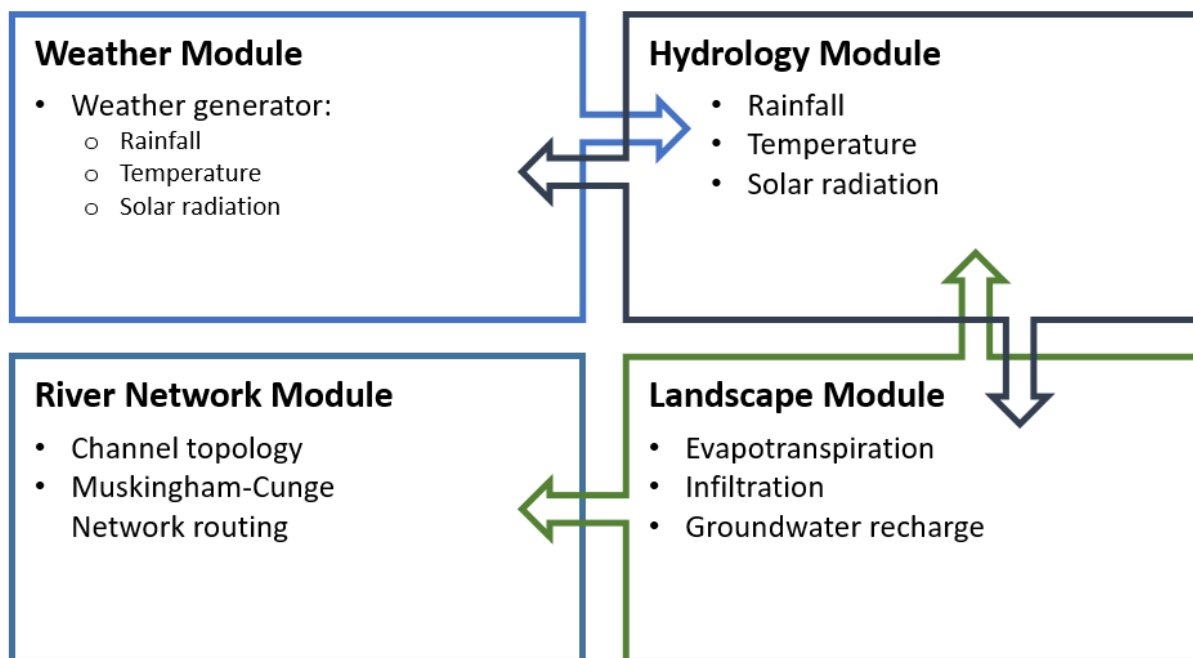 Weather Module
• Weather generator:
o Rainfall
o Temperature
o Solar radiation
Hydrology Module
• Rainfall
• Temperature
• Solar radiation
River Network Module
• Channel topology
• Muskingham-Cunge
Network routing
Landscape Module
• Evapotranspiration
• Infiltration
• Groundwater recharge